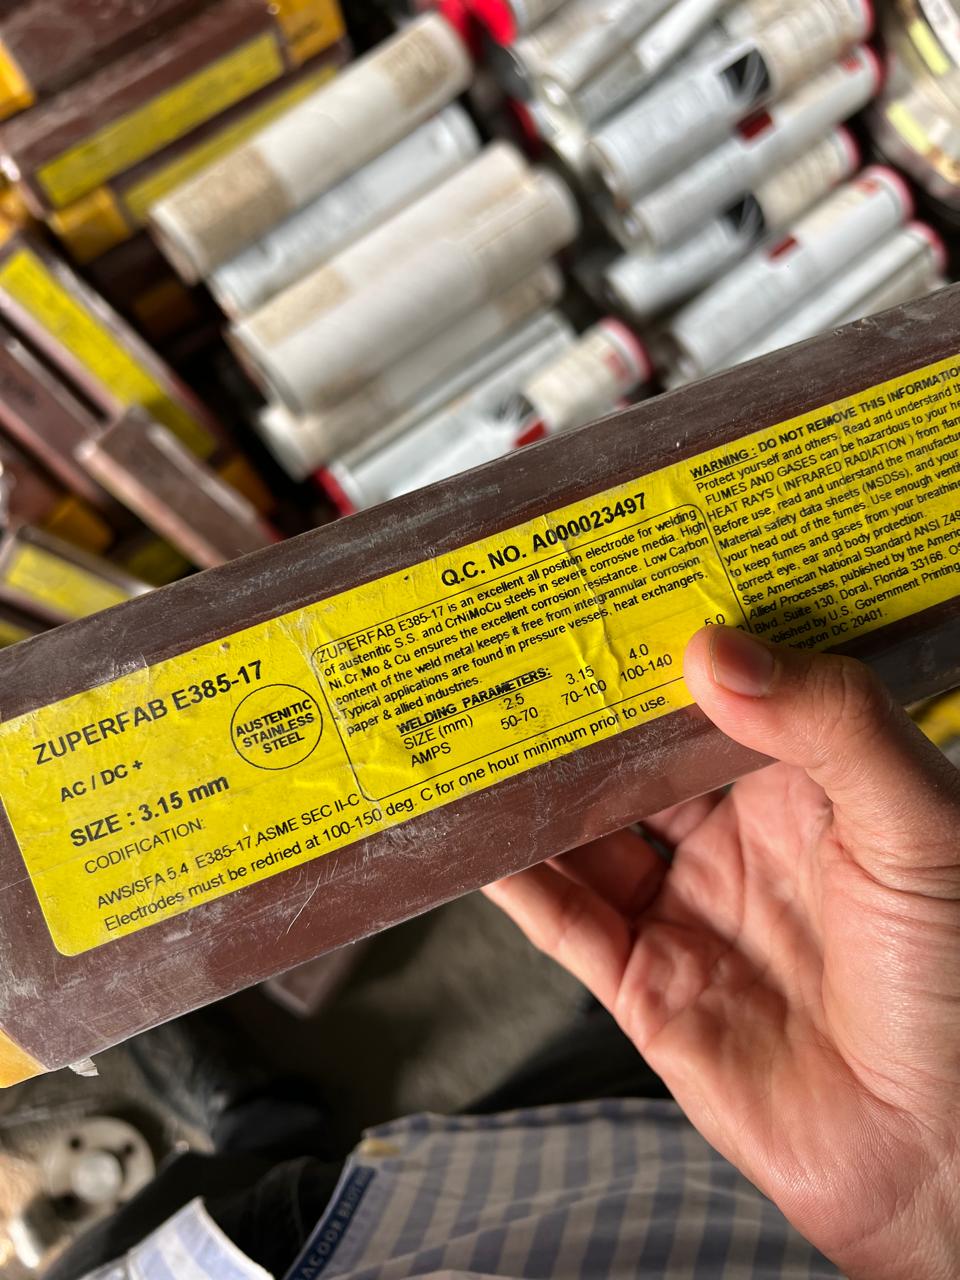 ZUPERFAB E385-17
AC / DC +
SIZE : 3.15 mm
CODIFICATION:
AWS/SFA 5.4 E385-17,ASME SEC II-C
Electrodes must be redried at 100-150 deg. C for one hour minimum prior to use.
AUSTENITIC
STAINLESS
STEEL
Q.C. NO. A000023497
ZUPERFAB E385-17 is an excellent all position electrode for welding
of austenitic S.S. and CrNiMoCu steels in severe corrosive media. High
Ni,Cr,Mo & Cu ensures the excellent corrosion resistance. Low Carbon
content of the weld metal keeps it free from intergrannular corrosion.
Typical applications are found in pressure vessels, heat exchangers,
paper & allied industries.
WELDING PARAMETERS:
SIZE (mm) 2.5 3.15 4.0 5.0
AMPS 50-70 70-100 100-140
WARNING : DO NOT REMOVE THIS INFORMATION
Protect yourself and others. Read and understand
FUMES AND GASES can be hazardous to your
HEAT RAYS ( INFRARED RADIATION ) from
Before use, read and understand the
Material safety data sheets (MSDSs), and your
your head out of the fumes. Use enough
to keep fumes and gases from your breathing
correct eye, ear and body protection.
See American National Standard ANSI
Allied Processes, published by the
Blvd. Suite 130, Doral, Florida 33166.
by U.S. Government Printing
DC 20401.